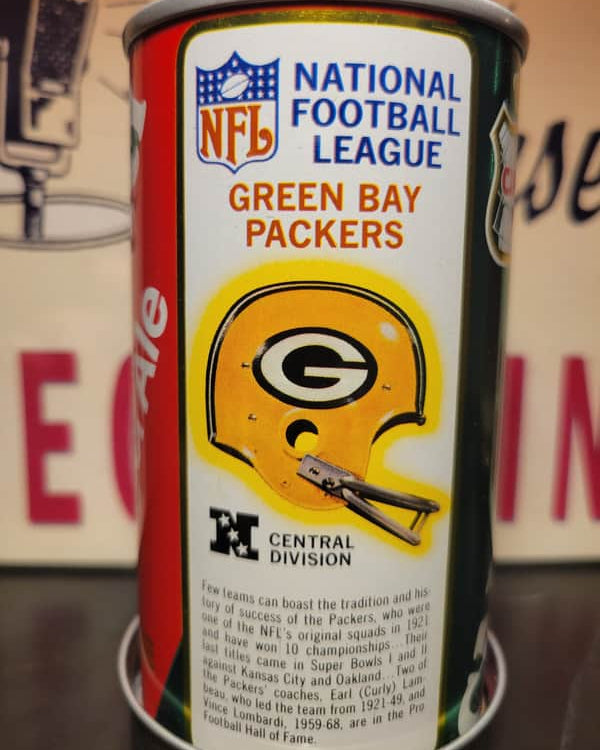 NFL
NATIONAL
FOOTBALL
LEAGUE
GREEN BAY
PACKERS
G
N
CENTRAL
DIVISION
Few teams can boast the tradition and his-
tory of success of the Packers, who were
one of the NFL's original squads in 1921
and have won 10 championships...Their
last titles came in Super Bowls I and II
against Kansas City and Oakland...Two of
the Packers' coaches, Earl (Curly) Lam-
beau, who led the team from 1921-49, and
Vince Lombardi, 1959-68, are in the Pro
Football Hall of Fame.
Ale